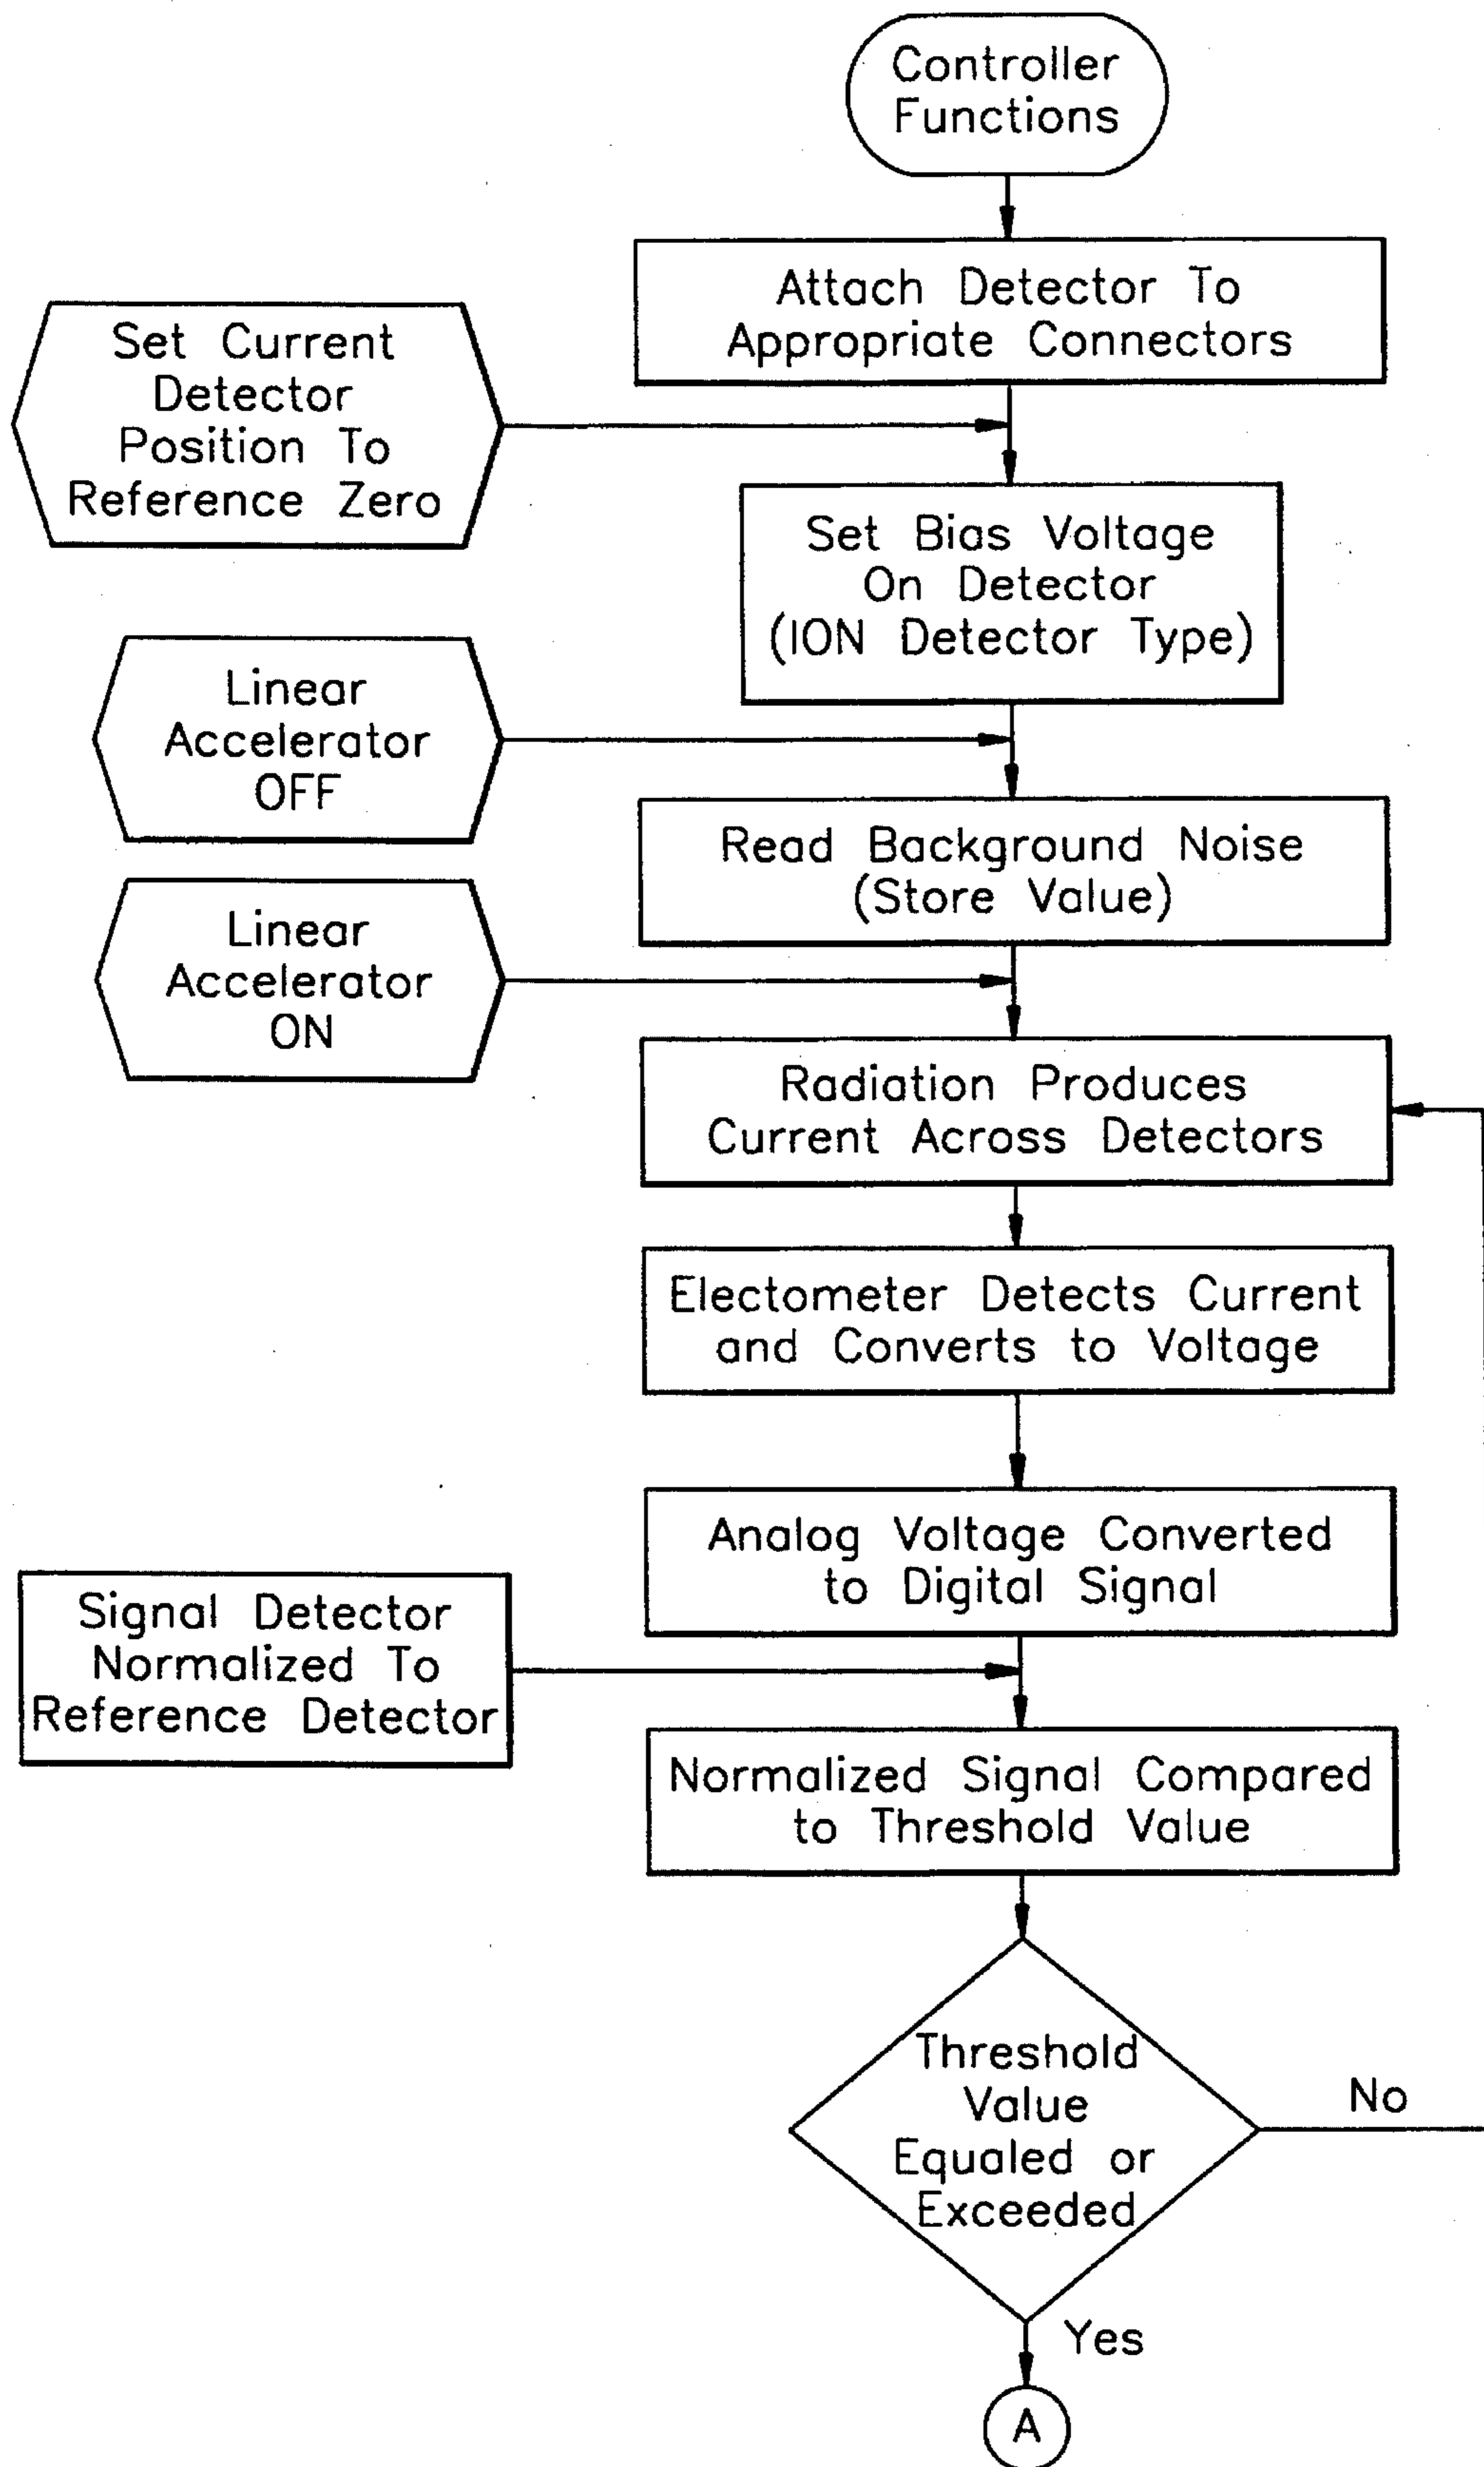 Controller
Functions
Attach Detector To
Appropriate Connectors
Set Current
Detector
Position To
Reference Zero
Set Bias Voltage
On Detector
(ION Detector Type)
Linear
Accelerator
OFF
Read Background Noise
(Store Value)
Linear
Accelerator
ON
Radiation Produces
Current Across Detectors
Electometer Detects Current
and Converts to Voltage
Analog Voltage Converted
to Digital Signal
Signal Detector
Normalized To
Reference Detector
Normalized Signal Compared
to Threshold Value
Threshold
Value
Equaled or
Exceeded
No
Yes
A